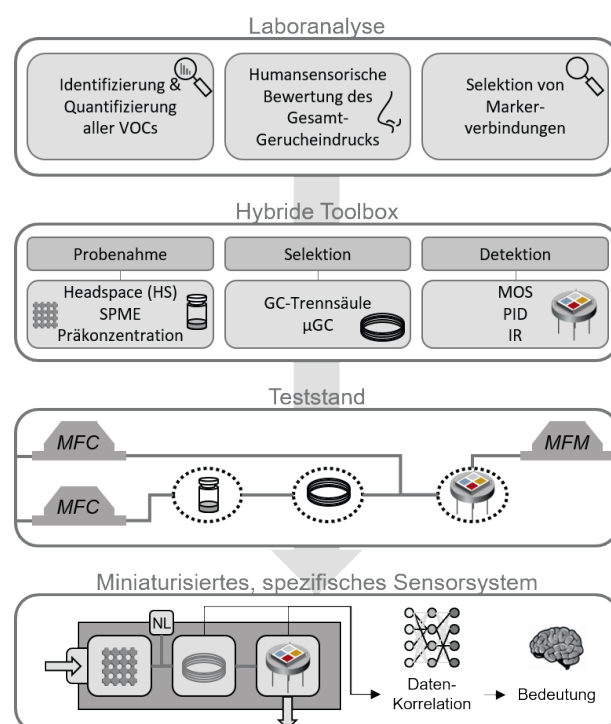 Laboranalyse
Identifizierung &
Quantifizierung
aller VOCs
Humansensorische
Bewertung des
Gesamt-
Gerucheindrucks
Selektion von
Marker-
verbindungen
Hybride Toolbox
Probenahme
Selektion
Detektion
Headspace (HS)
SPME
Präkonzentration
GC-Trennsäule
µGC
MOS
PID
IR
Teststand
MFC
MFM
MFC
Miniaturisiertes, spezifisches Sensorsystem
NL
Daten-
Korrelation
Bedeutung